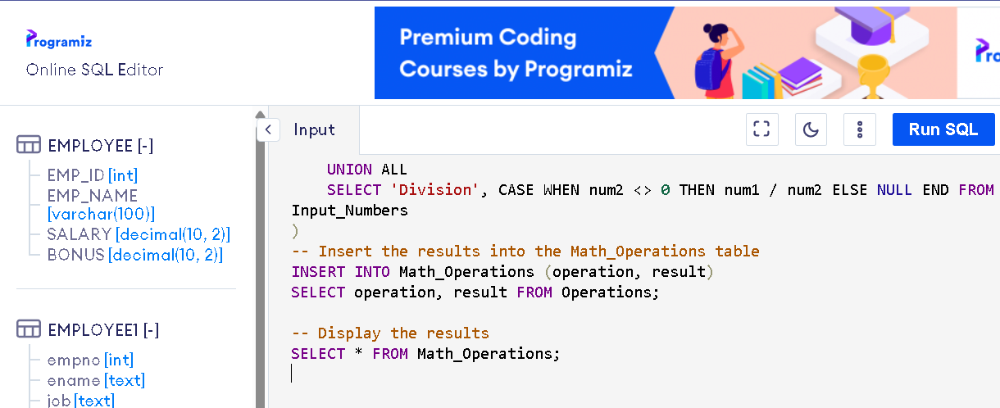 Programiz
Online SQL Editor
Premium Coding
Courses by Programiz
EMPLOYEE [-]
EMP_ID [int]
EMP_NAME
[varchar(100)]
SALARY [decimal(10, 2)]
BONUS [decimal(10, 2)]
EMPLOYEE1 [-]
empno [int]
ename [text]
job [text]
Input
Run SQL
UNION ALL
SELECT 'Division', CASE WHEN num2 <> 0 THEN num1 / num2 ELSE NULL END FROM
Input_Numbers
)
-- Insert the results into the Math_Operations table
INSERT INTO Math_Operations (operation, result)
SELECT operation, result FROM Operations;
-- Display the results
SELECT * FROM Math_Operations;